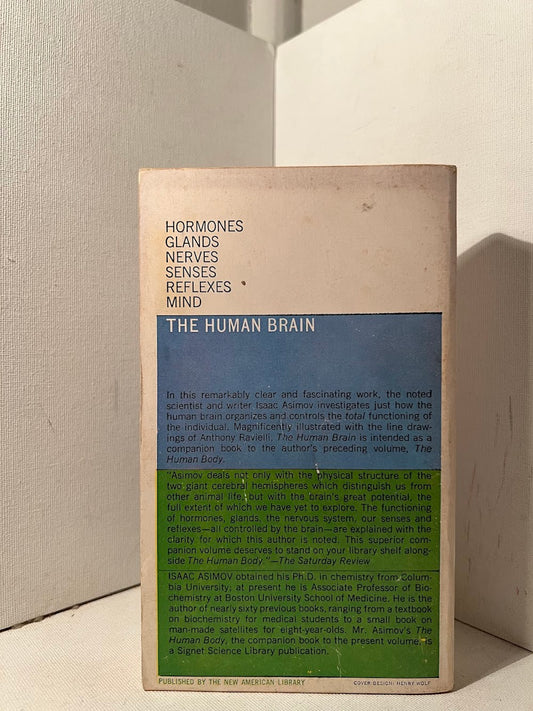 HORMONES
GLANDS
NERVES
SENSES
REFLEXES
MIND
THE HUMAN BRAIN
In this remarkably clear and fascinating work, the noted
scientist and writer Isaac Asimov investigates just how the
human brain organizes and controls the total functioning of
the individual. Magnificently illustrated with the line draw-
ings of Anthony Ravielli, The Human Brain is intended as a
companion book to the author's preceding volume, The
Human Body.
"Asimov deals not only with the physical structure of the
two giant cerebral hemispheres which distinguish us from
other animal life, but with the brain's great potential, the
full extent of which we have yet to explore. The functioning
of hormones, glands, the nervous system, our senses and
reflexes—all controlled by the brain—are explained with the
clarity for which this author is noted. This superior com-
panion volume deserves to stand on your library shelf along-
side The Human Body."—The Saturday Review
ISAAC ASIMOV obtained his Ph.D. in chemistry from Colum-
bia University; at present he is Associate Professor of Bio-
chemistry at Boston University School of Medicine. He is the
author of nearly sixty previous books, ranging from a textbook
on biochemistry for medical students to a small book on
man-made satellites for eight-year-olds. Mr. Asimov's The
Human Body, the companion book to the present volume, is
a Signet Science Library publication.
PUBLISHED BY THE NEW AMERICAN LIBRARY
COVER DESIGN: HENRY WOLF